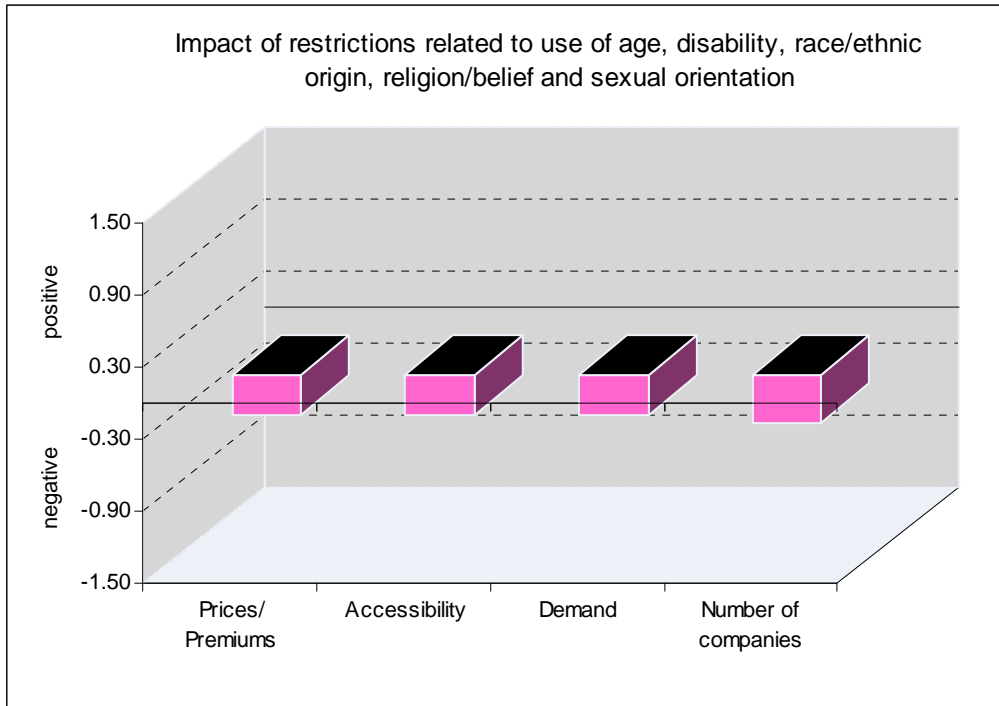 Impact of restrictions related to use of age, disability, race/ethnic
origin, religion/belief and sexual orientation
1.50
0.90
0.30
-0.30
-0.90
-1.50
positive
negative
Prices/
Premiums
Accessibility
Demand
Number of
companies